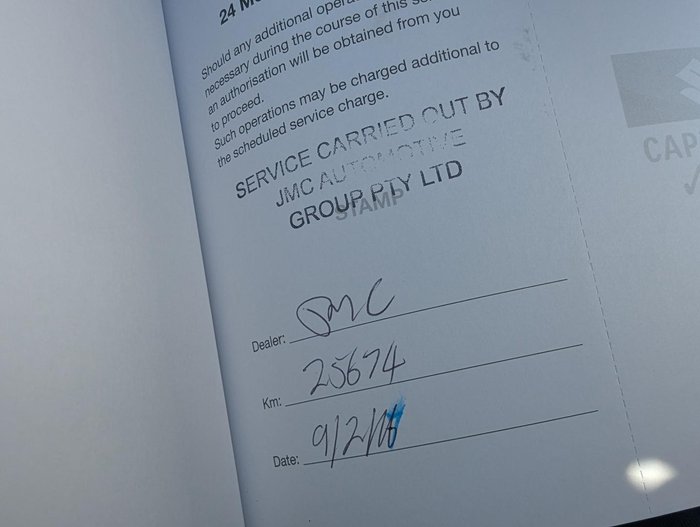 24
Should any additional
necessary during the course of this
an authorisation will be obtained from you
to proceed.
Such operations may be charged additional to
the scheduled service charge.
SERVICE CARRIED OUT BY
JMC AUTOMOTIVE
GROUP PTY LTD
STAMP
CAP
Dealer: JMC
Km: 25674
Date: 9/2/16